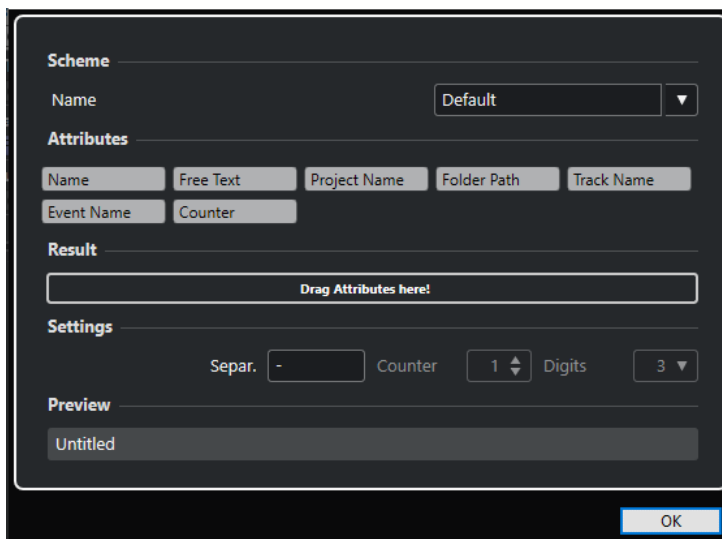 Scheme
Name Default
Attributes
Name Free Text Project Name Folder Path Track Name
Event Name Counter
Result
Drag Attributes here!
Settings
Separ. - Counter 1 Digits 3
Preview
Untitled
OK